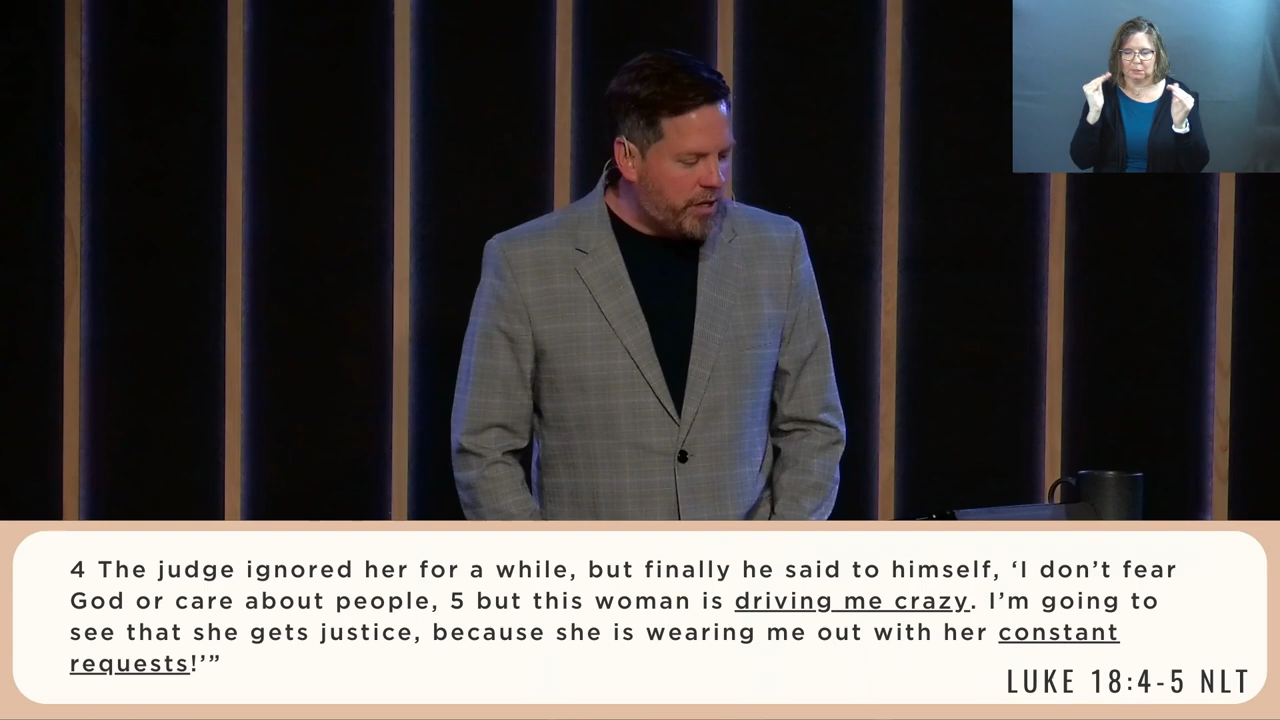 4 The judge ignored her for a while, but finally he said to himself, ‘I don’t fear
God or care about people, 5 but this woman is driving me crazy. I’m going to
see that she gets justice, because she is wearing me out with her constant
requests!’”
LUKE 18:4-5 NLT